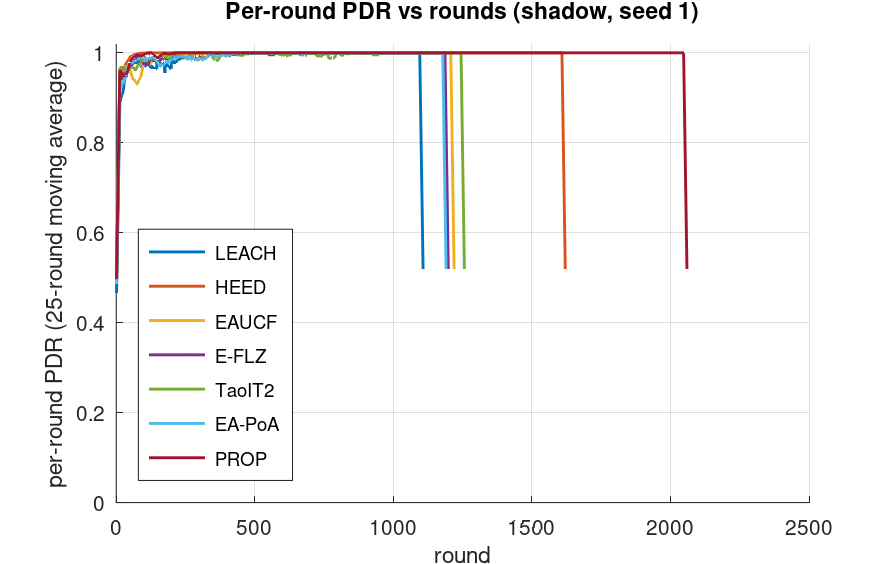 Per-round PDR vs rounds (shadow, seed 1)
per-round PDR (25-round moving average)
1
0.8
0.6
0.4
0.2
0
LEACH
HEED
EAUCF
E-FLZ
TaoIT2
EA-PoA
PROP
0 500 1000 1500 2000 2500
round